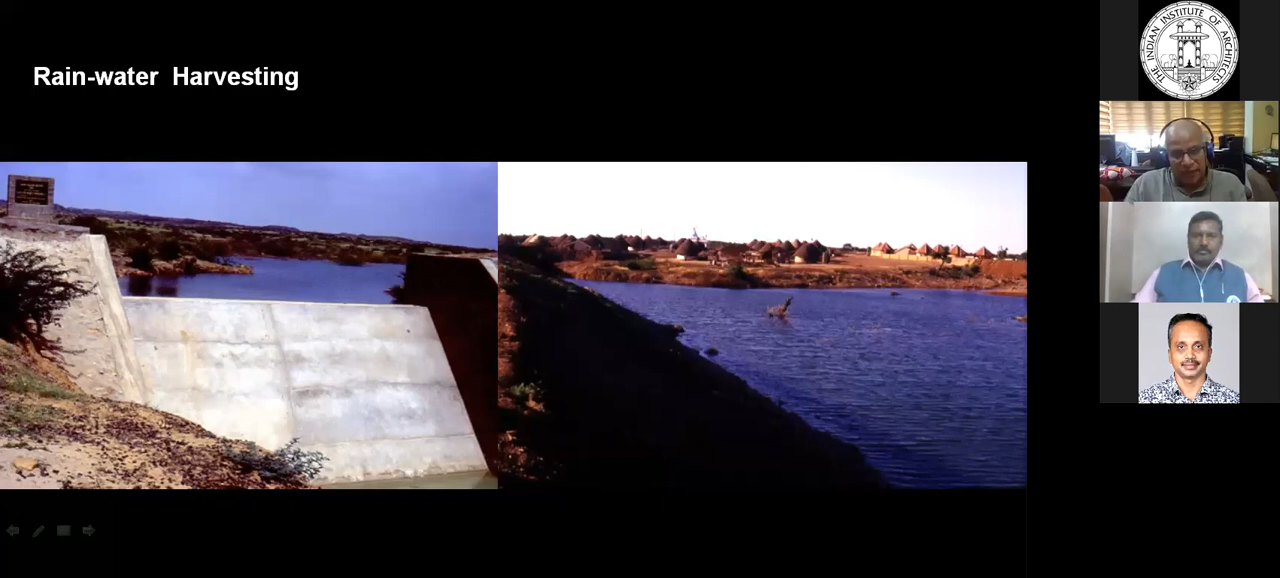 Rain-water Harvesting
THE INDIAN INSTITUTE OF ARCHITECTS